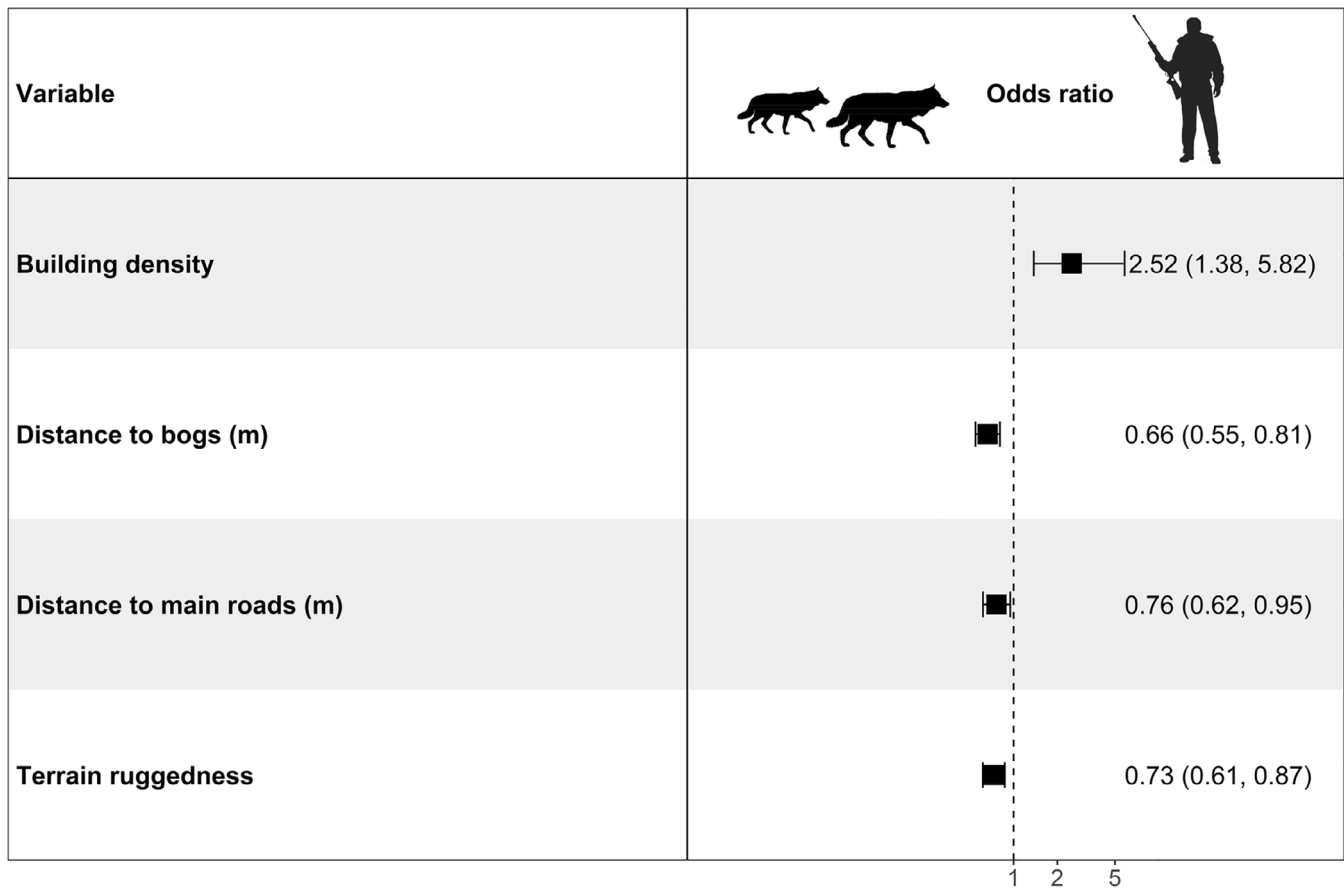 Variable
Odds ratio
Building density
2.52 (1.38, 5.82)
Distance to bogs (m)
0.66 (0.55, 0.81)
Distance to main roads (m)
0.76 (0.62, 0.95)
Terrain ruggedness
0.73 (0.61, 0.87)
1 2 5